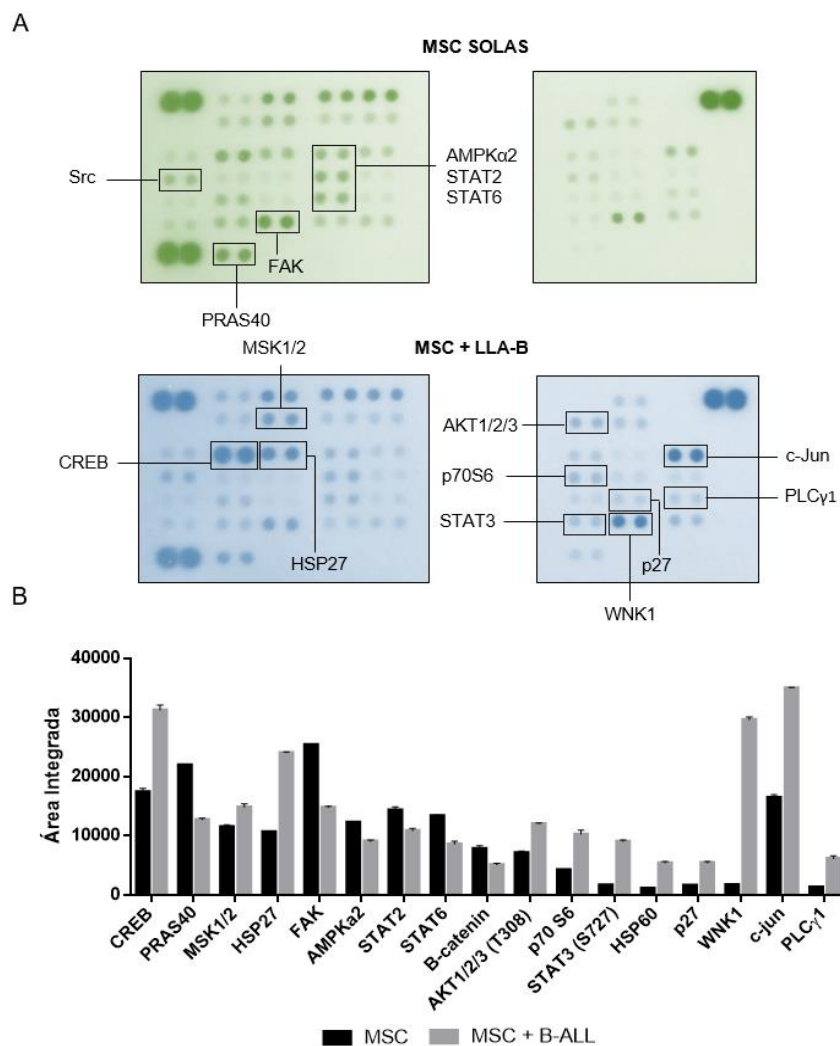 A
MSC SOLAS
Src
AMPKα2
STAT2
STAT6
FAK
PRAS40
MSK1/2
MSC + LLA-B
CREB
HSP27
AKT1/2/3
p70S6
STAT3
c-Jun
PLCγ1
p27
WNK1
B
Área Integrada
40000
30000
20000
10000
0
CREB
PRAS40
MSK1/2
HSP27
FAK
AMPKa2
STAT2
STAT6
B-catenin
AKT1/2/3 (T308)
p70 S6
STAT3 (S727)
HSP60
p27
WNK1
c-jun
PLCγ1
MSC
MSC + B-ALL